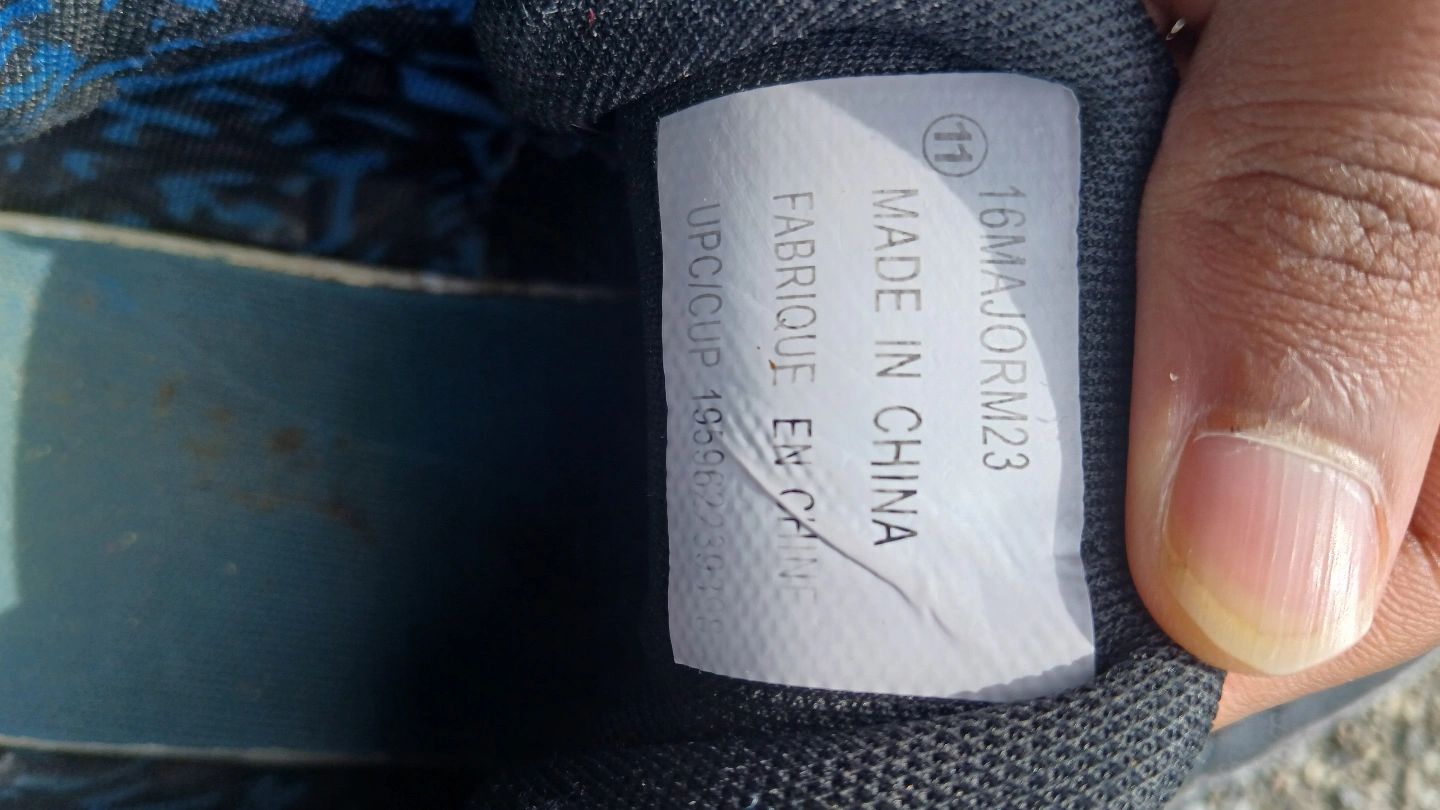 16MAJORM23
11
MADE IN CHINA
FABRIQUE EN CHINE
UPC/CUP